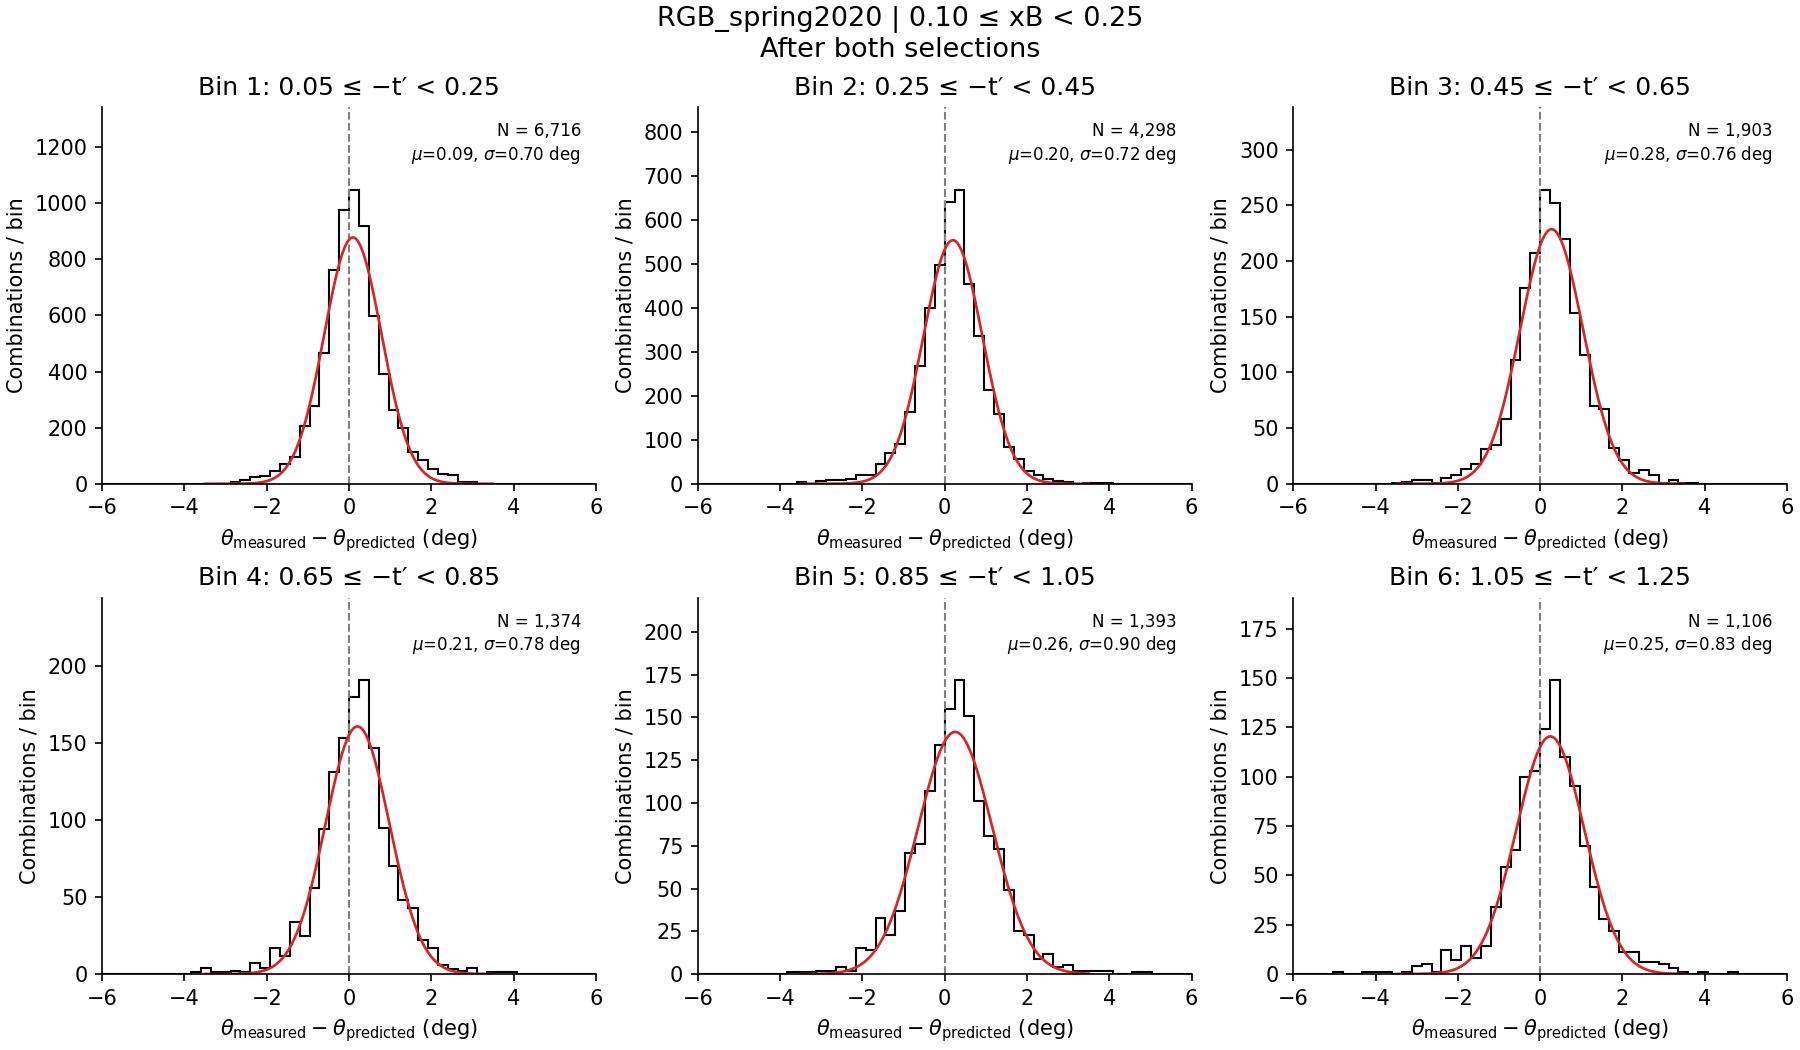 RGB_spring2020 | 0.10 ≤ xB < 0.25
After both selections
Bin 1: 0.05 ≤ −t′ < 0.25
N = 6,716
μ=0.09, σ=0.70 deg
Combinations / bin
1200
1000
800
600
400
200
0
−6 −4 −2 0 2 4 6
θmeasured − θpredicted (deg)
Bin 2: 0.25 ≤ −t′ < 0.45
N = 4,298
μ=0.20, σ=0.72 deg
Combinations / bin
800
700
600
500
400
300
200
100
0
−6 −4 −2 0 2 4 6
θmeasured − θpredicted (deg)
Bin 3: 0.45 ≤ −t′ < 0.65
N = 1,903
μ=0.28, σ=0.76 deg
Combinations / bin
300
250
200
150
100
50
0
−6 −4 −2 0 2 4 6
θmeasured − θpredicted (deg)
Bin 4: 0.65 ≤ −t′ < 0.85
N = 1,374
μ=0.21, σ=0.78 deg
Combinations / bin
200
150
100
50
0
−6 −4 −2 0 2 4 6
θmeasured − θpredicted (deg)
Bin 5: 0.85 ≤ −t′ < 1.05
N = 1,393
μ=0.26, σ=0.90 deg
Combinations / bin
200
175
150
125
100
75
50
25
0
−6 −4 −2 0 2 4 6
θmeasured − θpredicted (deg)
Bin 6: 1.05 ≤ −t′ < 1.25
N = 1,106
μ=0.25, σ=0.83 deg
Combinations / bin
175
150
125
100
75
50
25
0
−6 −4 −2 0 2 4 6
θmeasured − θpredicted (deg)